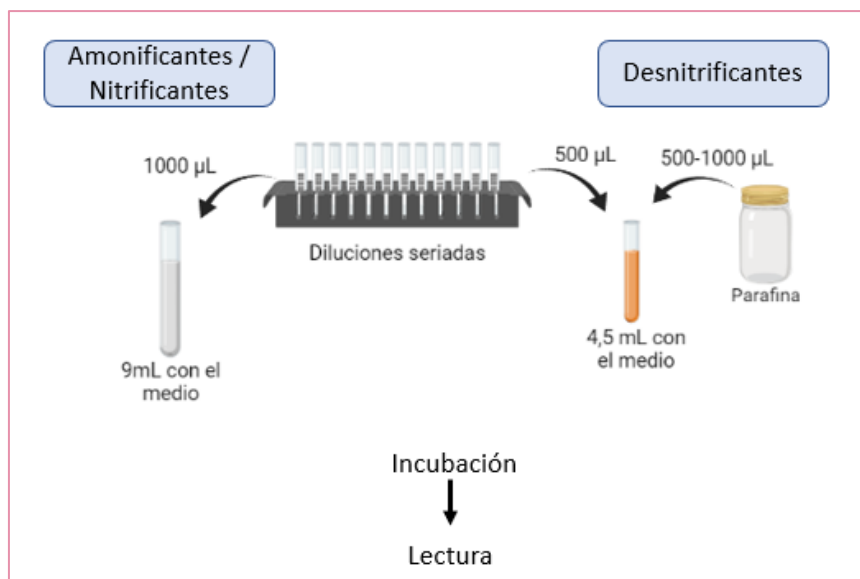 Amonificantes /
Nitrificantes
Desnitrificantes
1000 µL
500 µL
500-1000 µL
Diluciones seriadas
Parafina
9mL con el
medio
4,5 mL con
el medio
Incubación
Lectura